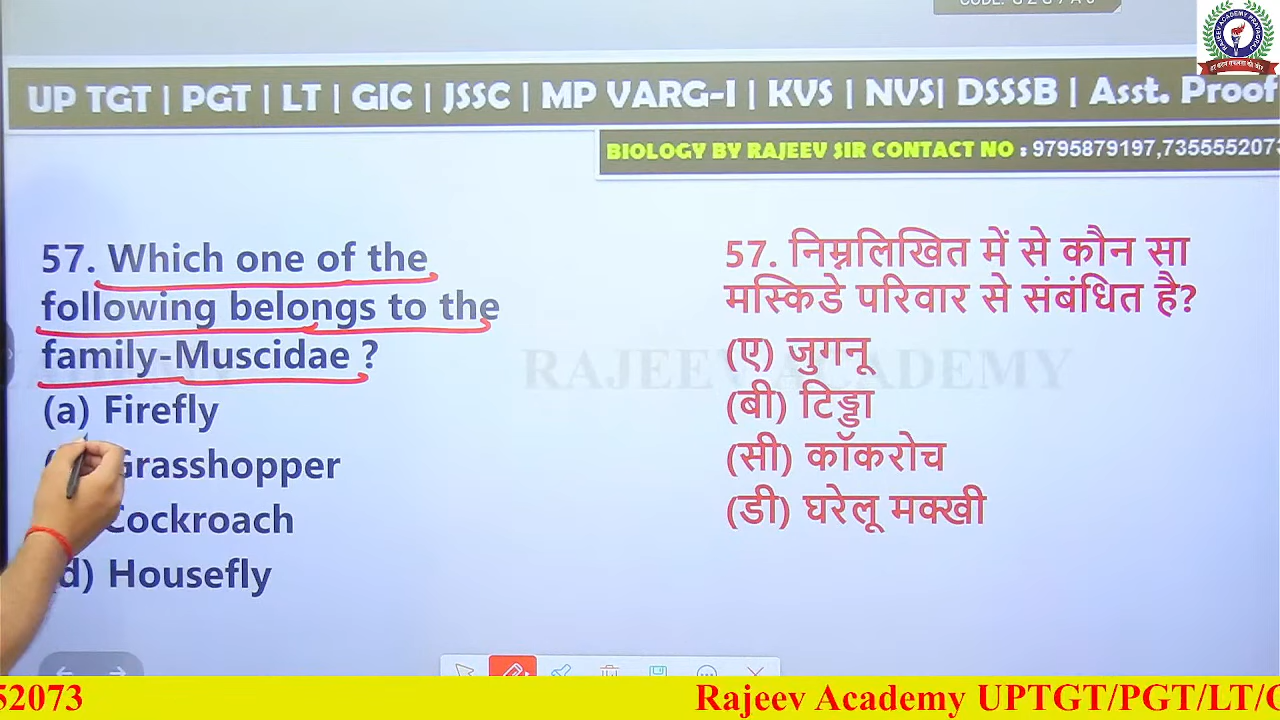 UP TGT | PGT | LT | GIC | JSSC | MP VARG-I | KVS | NVS| DSSSB | Asst. Proof
BIOLOGY BY RAJEEV SIR CONTACT NO : 9795879197,7355552073
57. Which one of the
following belongs to the
family-Muscidae ?
(a) Firefly
Grasshopper
Cockroach
(d) Housefly
57. निम्नलिखित में से कौन सा
मस्किडे परिवार से संबंधित है?
(ए) जुगनू
(बी) टिड्डा
(सी) कॉकरोच
(डी) घरेलू मक्खी
RAJEEV ACADEMY
52073
Rajeev Academy UPTGT/PGT/LT/